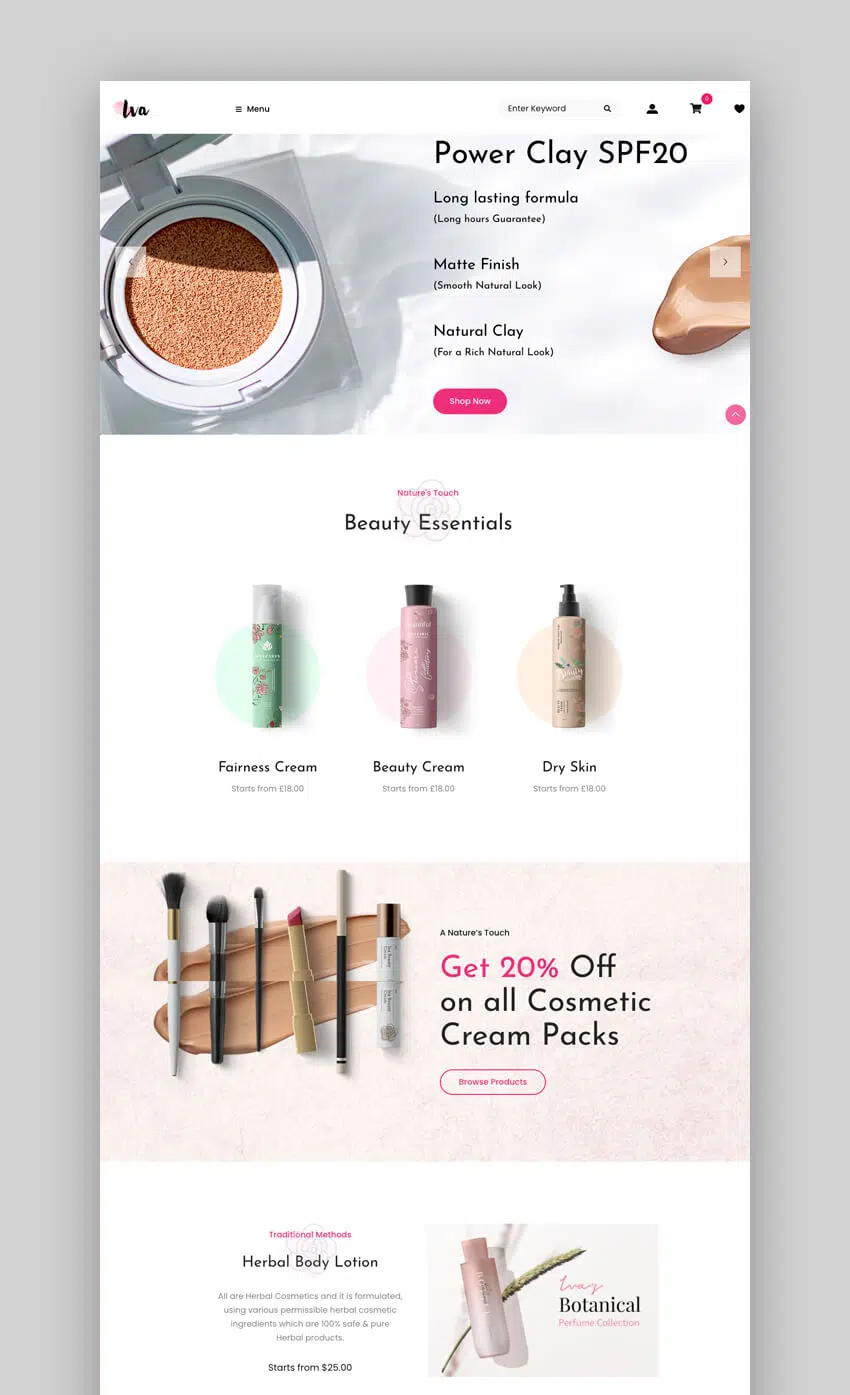 Iva
Menu
Enter Keyword
0
Power Clay SPF20
Long lasting formula
(Long hours Guarantee)
Matte Finish
(Smooth Natural Look)
Natural Clay
(For a Rich Natural Look)
Shop Now
Nature's Touch
Beauty Essentials
Beauty
Fairness Cream
Beauty Cream
Dry Skin
Starts from £18.00
Starts from £18.00
Starts from £18.00
A Nature's Touch
Get 20% Off
on all Cosmetic
Cream Packs
Browse Products
Traditional Methods
Herbal Body Lotion
All are Herbal Cosmetics and it is formulated,
using various permissible herbal cosmetic
ingredients which are 100% safe & pure
Herbal products.
Starts from $25.00
Iva's
Botanical
Perfume Collection